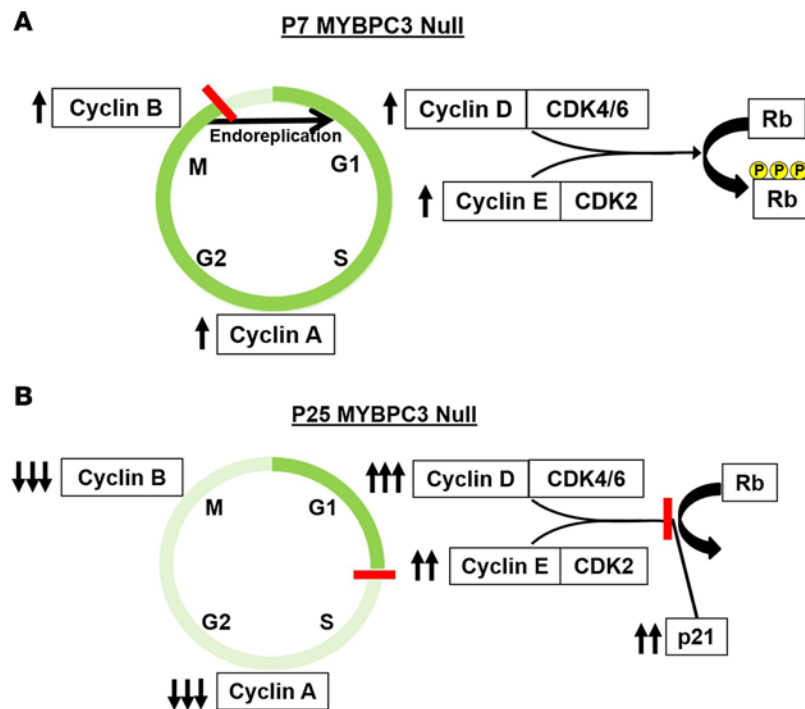 A
P7 MYBPC3 Null
Cyclin B
Cyclin D CDK4/6
Rb
Endoreplication
M G1
P P P
Rb
Cyclin E CDK2
G2 S
Cyclin A
B
P25 MYBPC3 Null
Cyclin B
Cyclin D CDK4/6
Rb
M G1
Cyclin E CDK2
G2 S
p21
Cyclin A